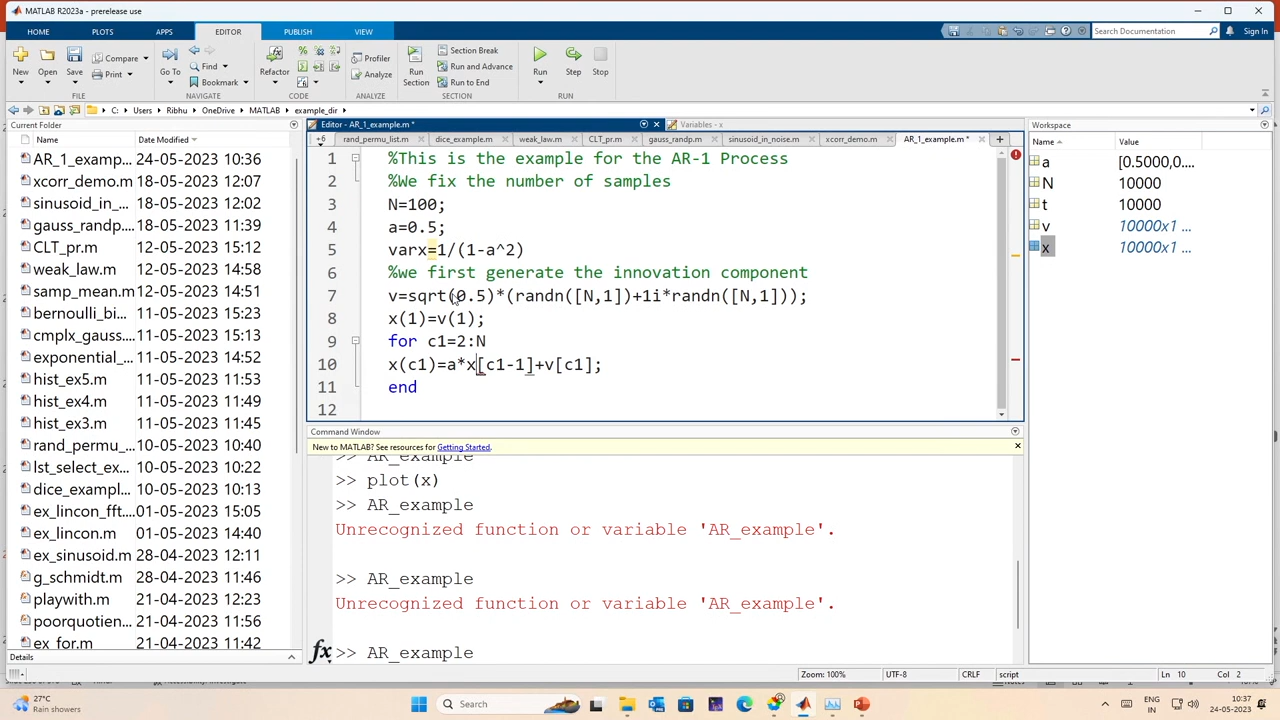 MATLAB R2023a - prerelease use
HOME PLOTS APPS EDITOR PUBLISH VIEW Search Documentation Sign In
New Open Save Compare Print Go To Find Bookmark Refactor Profiler Analyze Run Section Section Break Run and Advance Run to End Run Step Stop
FILE NAVIGATE CODE ANALYZE SECTION RUN
C: Users Ribhu OneDrive MATLAB example_dir
Current Folder
Name Date Modified
AR_1_examp... 24-05-2023 10:36
xcorr_demo.m 18-05-2023 12:07
sinusoid_in_... 18-05-2023 12:02
gauss_randp... 18-05-2023 11:39
CLT_pr.m 11-05-2023 15:12
weak_law.m 11-05-2023 14:58
samp_mean.m 11-05-2023 14:51
bernoulli_bi... 11-05-2023 15:12
cmplx_gauss... 11-05-2023 15:12
exponential_... 11-05-2023 14:52
hist_ex5.m 11-05-2023 11:53
hist_ex4.m 11-05-2023 11:49
hist_ex3.m 11-05-2023 11:45
rand_permu_... 10-05-2023 10:40
lst_select_ex... 10-05-2023 10:22
dice_exampl... 10-05-2023 10:13
ex_lincon_fft... 01-05-2023 15:05
ex_lincon.m 01-05-2023 14:40
ex_sinusoid.m 28-04-2023 12:11
g_schmidt.m 28-04-2023 11:46
playwith.m 21-04-2023 12:23
poorquotien... 21-04-2023 11:56
ex_for.m 21-04-2023 11:42
Details
Editor - AR_1_example.m *
Variables - x
rand_permu_list.m dice_example.m weak_law.m CLT_pr.m gauss_randp.m sinusoid_in_noise.m xcorr_demo.m AR_1_example.m *
1 %This is the example for the AR-1 Process
2 %We fix the number of samples
3 N=100;
4 a=0.5;
5 varx=1/(1-a^2)
6 %we first generate the innovation component
7 v=sqrt(0.5)*(randn([N,1])+1i*randn([N,1]));
8 x(1)=v(1);
9 for c1=2:N
10 x(c1)=a*x[c1-1]+v[c1];
11 end
12
Command Window
New to MATLAB? See resources for Getting Started.
>> AR_example
>> plot(x)
>> AR_example
Unrecognized function or variable 'AR_example'.
>> AR_example
Unrecognized function or variable 'AR_example'.
fx >> AR_example
Workspace
Name Value
a [0.5000,0....
N 10000
t 10000
v 10000x1 ...
x 10000x1 ...
Zoom: 100% UTF-8 CRLF script Ln 10 Col 2
27°C
Rain showers
Search
ENG
IN
10:37
24-05-2023